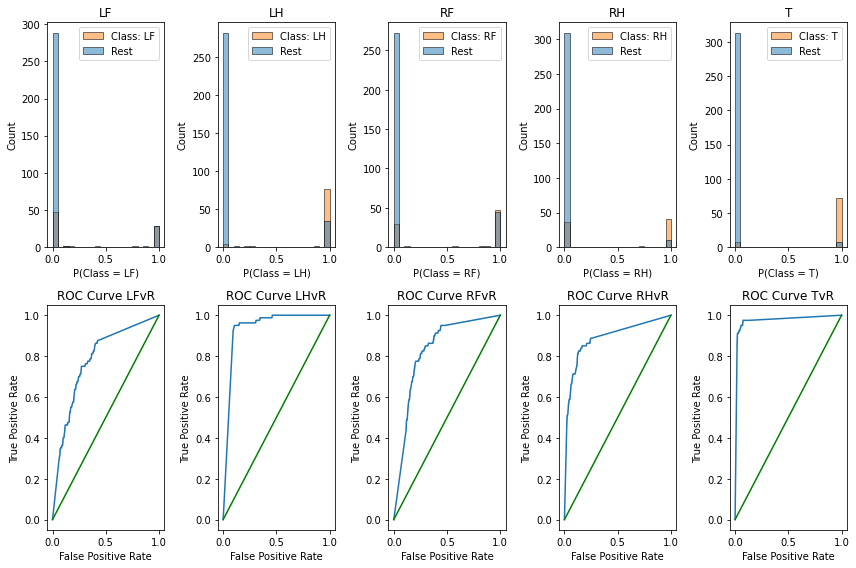 LF
LH
RF
RH
T
Class: LF
Rest
Class: LH
Rest
Class: RF
Rest
Class: RH
Rest
Class: T
Rest
Count
300
250
200
150
100
50
0
0.0
0.5
1.0
P(Class = LF)
Count
250
200
150
100
50
0
0.0
0.5
1.0
P(Class = LH)
Count
250
200
150
100
50
0
0.0
0.5
1.0
P(Class = RF)
Count
300
250
200
150
100
50
0
0.0
0.5
1.0
P(Class = RH)
Count
300
250
200
150
100
50
0
0.0
0.5
1.0
P(Class = T)
ROC Curve LFvR
True Positive Rate
1.0
0.8
0.6
0.4
0.2
0.0
0.0
0.5
1.0
False Positive Rate
ROC Curve LHvR
True Positive Rate
1.0
0.8
0.6
0.4
0.2
0.0
0.0
0.5
1.0
False Positive Rate
ROC Curve RFvR
True Positive Rate
1.0
0.8
0.6
0.4
0.2
0.0
0.0
0.5
1.0
False Positive Rate
ROC Curve RHvR
True Positive Rate
1.0
0.8
0.6
0.4
0.2
0.0
0.0
0.5
1.0
False Positive Rate
ROC Curve TvR
True Positive Rate
1.0
0.8
0.6
0.4
0.2
0.0
0.0
0.5
1.0
False Positive Rate